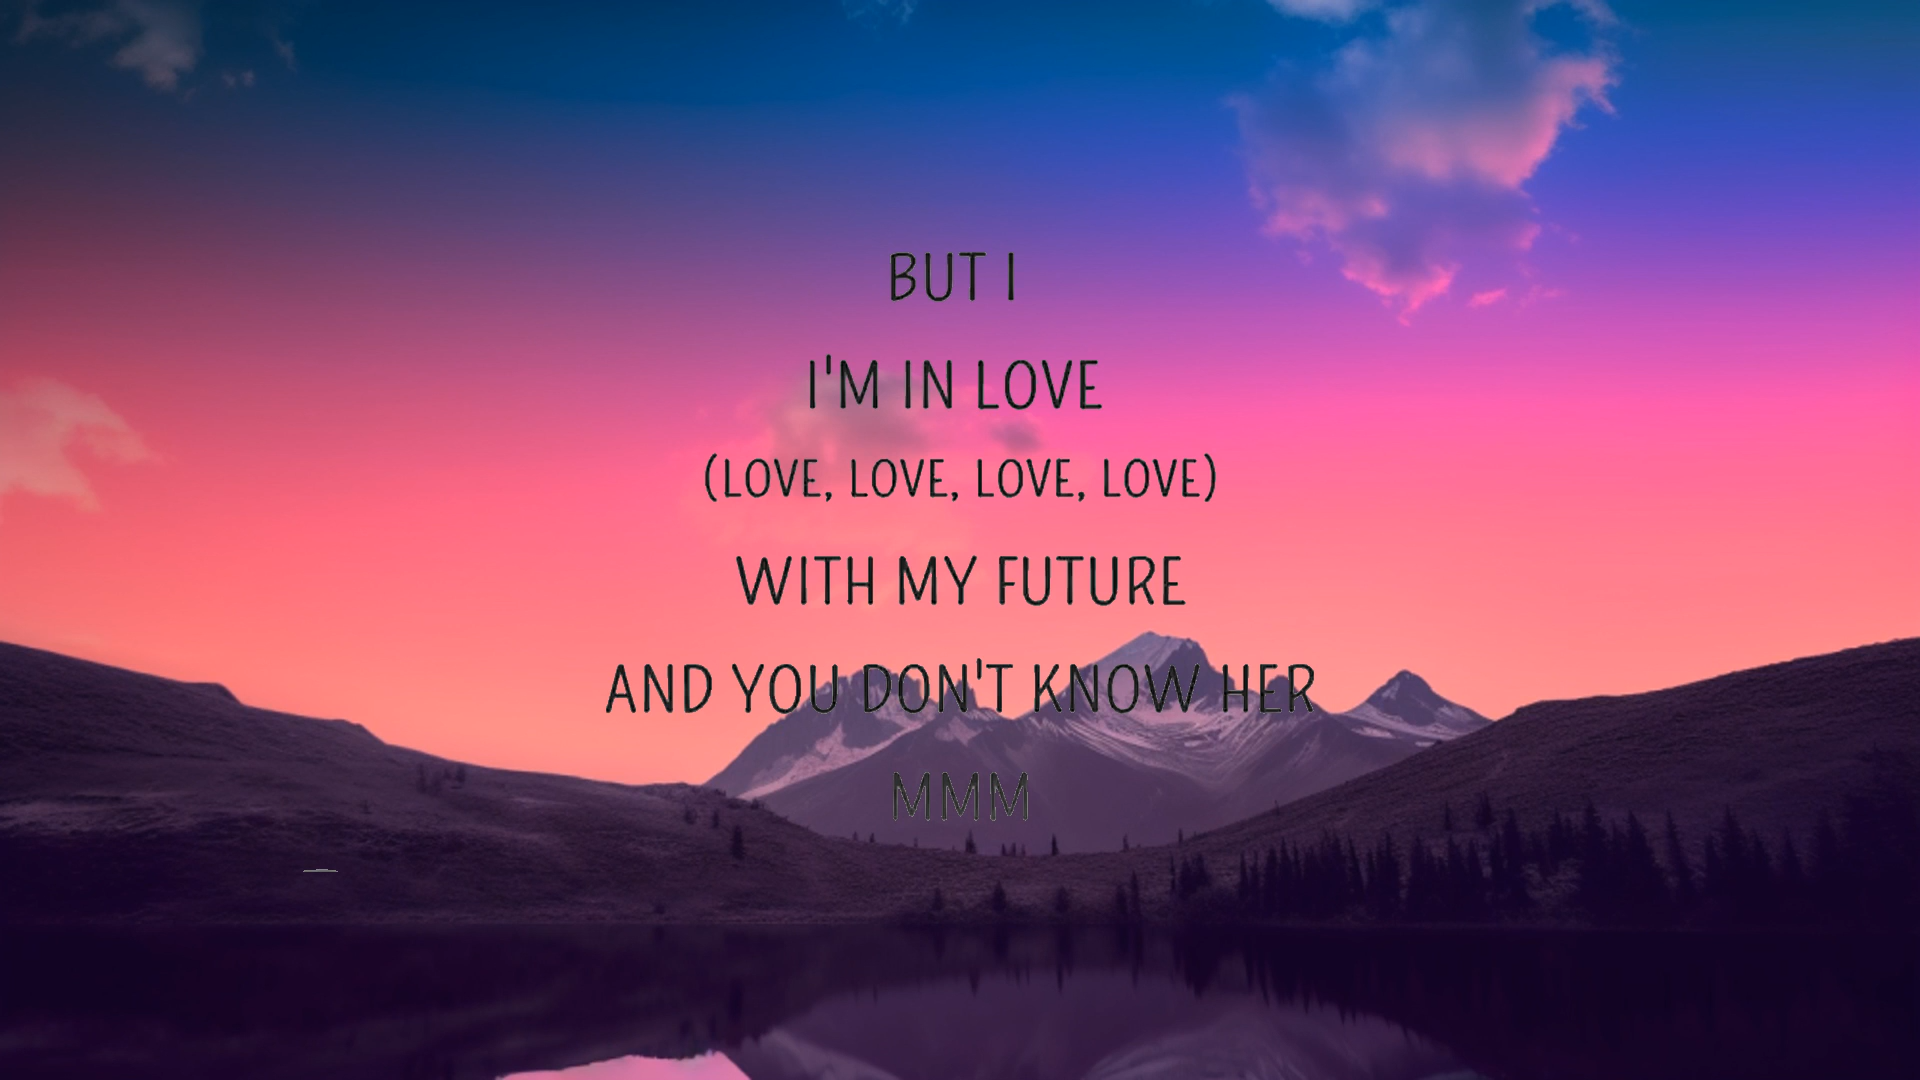 BUT I
I'M IN LOVE
(LOVE, LOVE, LOVE, LOVE)
WITH MY FUTURE
AND YOU DON'T KNOW HER
MMM